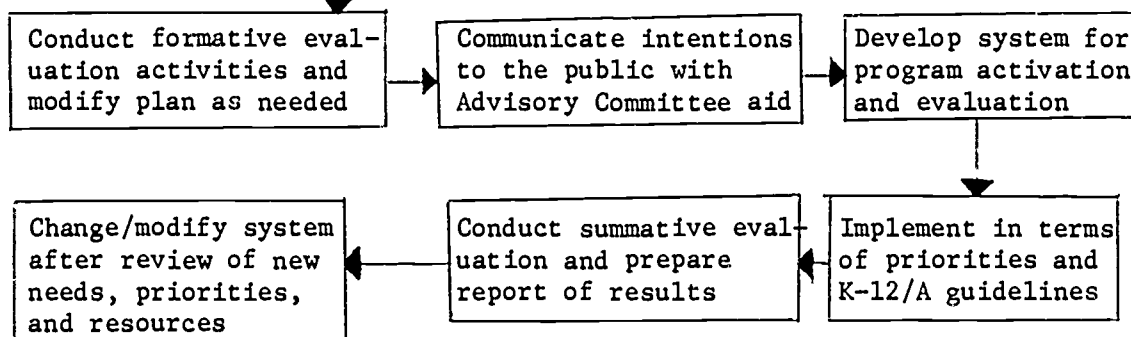 Conduct formative eval-
uation activities and
modify plan as needed
Communicate intentions
to the public with
Advisory Committee aid
Develop system for
program activation
and evaluation
Implement in terms
of priorities and
K-12/A guidelines
Conduct summative eval-
uation and prepare
report of results
Change/modify system
after review of new
needs, priorities,
and resources